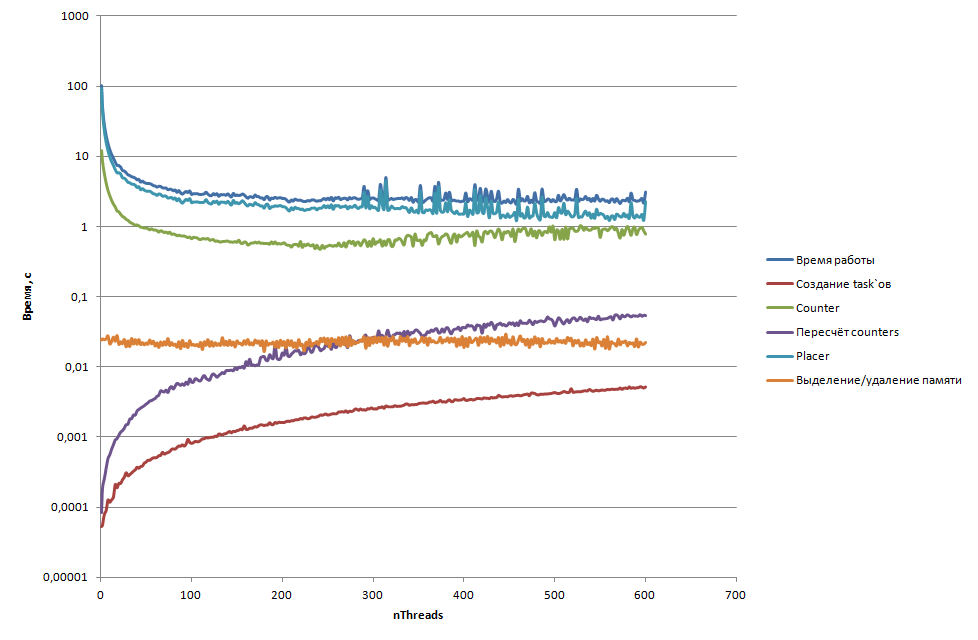 1000
100
10
1
0,1
0,01
0,001
0,0001
0,00001
Время, с
0 100 200 300 400 500 600 700
nThreads
Время работы
Создание task`ов
Counter
Пересчёт counters
Placer
Выделение/удаление памяти